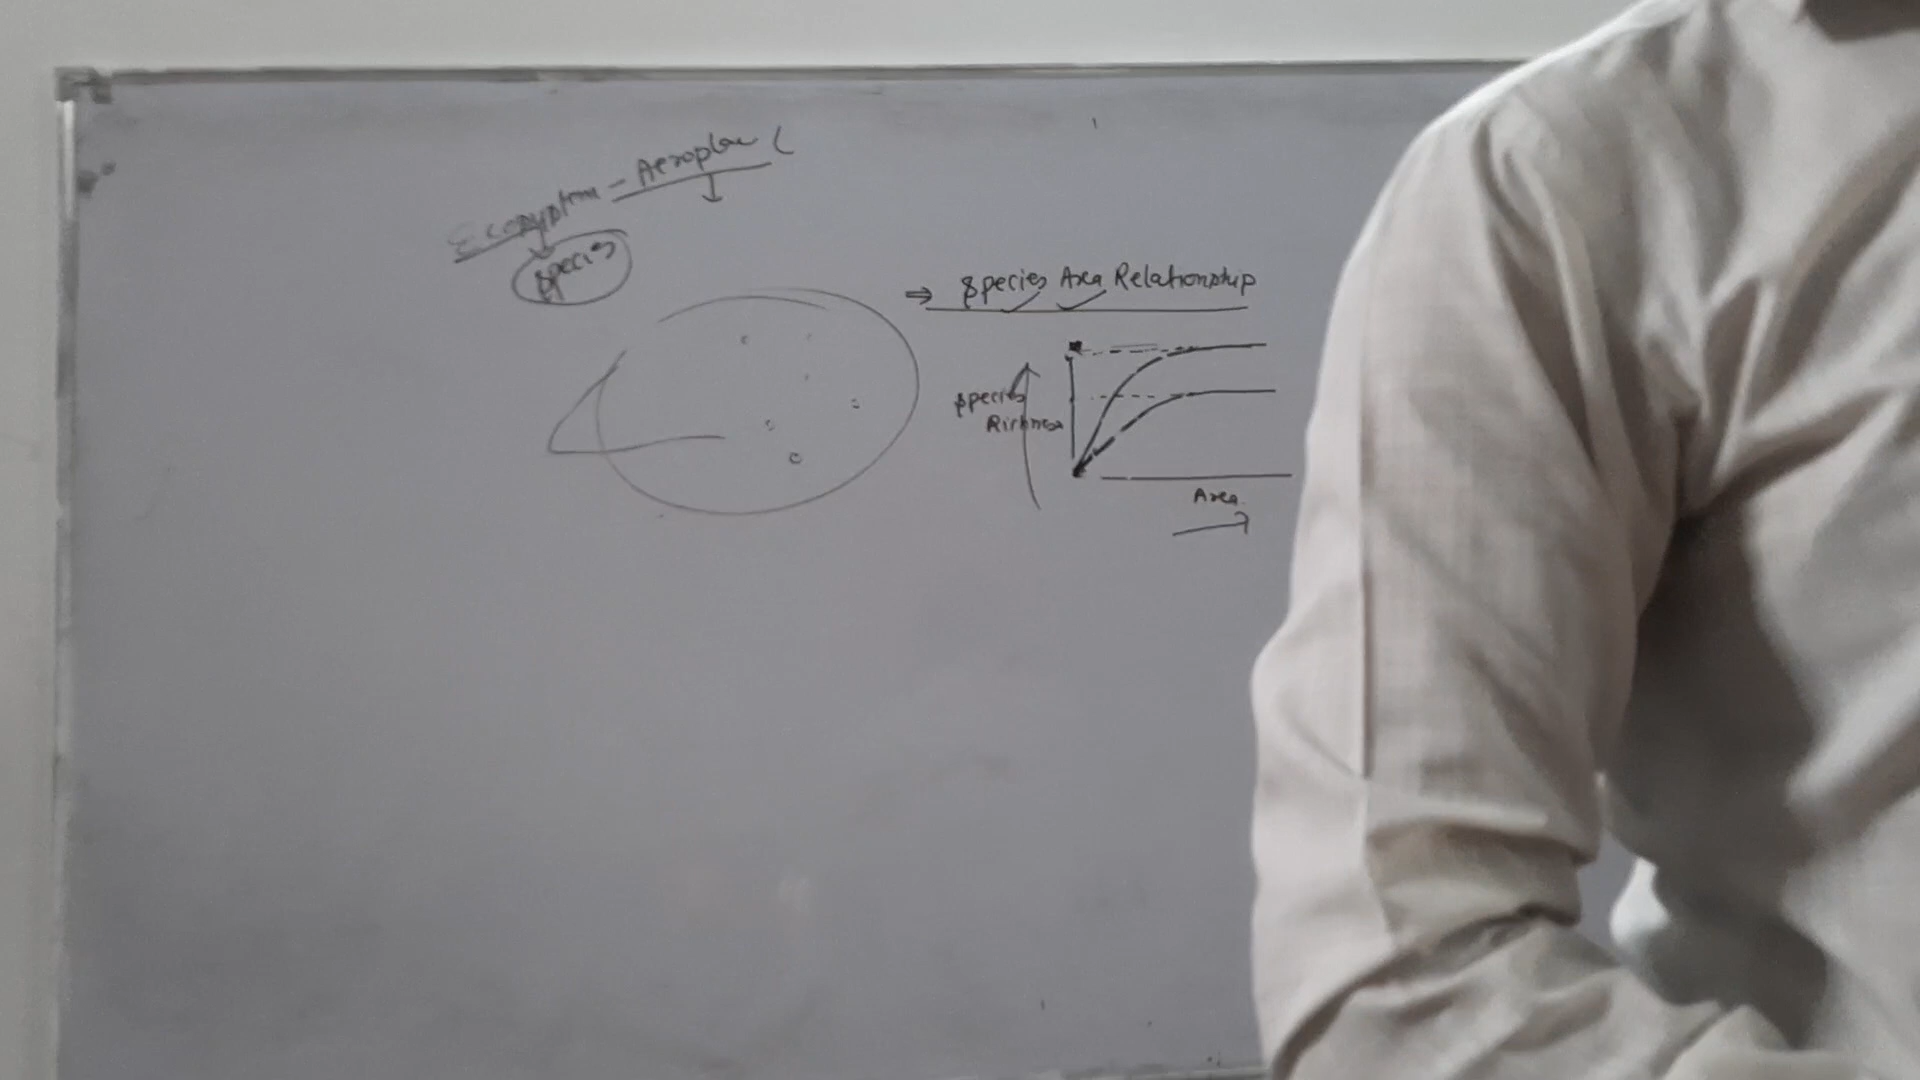 Ecosystem - Aeroplane (
Species
⇒ Species Area Relationship
Species
Richness
Area